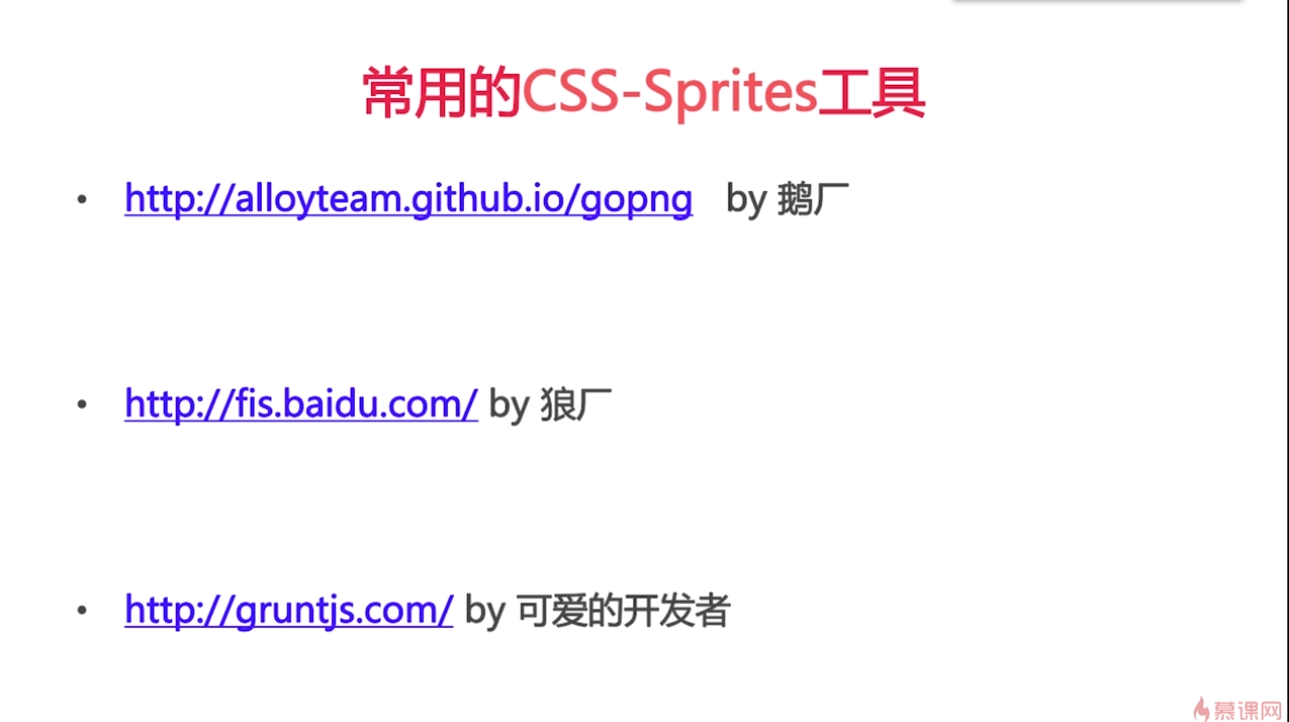 常用的CSS-Sprites工具
• http://alloyteam.github.io/gopng by 鹅厂
• http://fis.baidu.com/ by 狼厂
• http://gruntjs.com/ by 可爱的开发者
慕课网